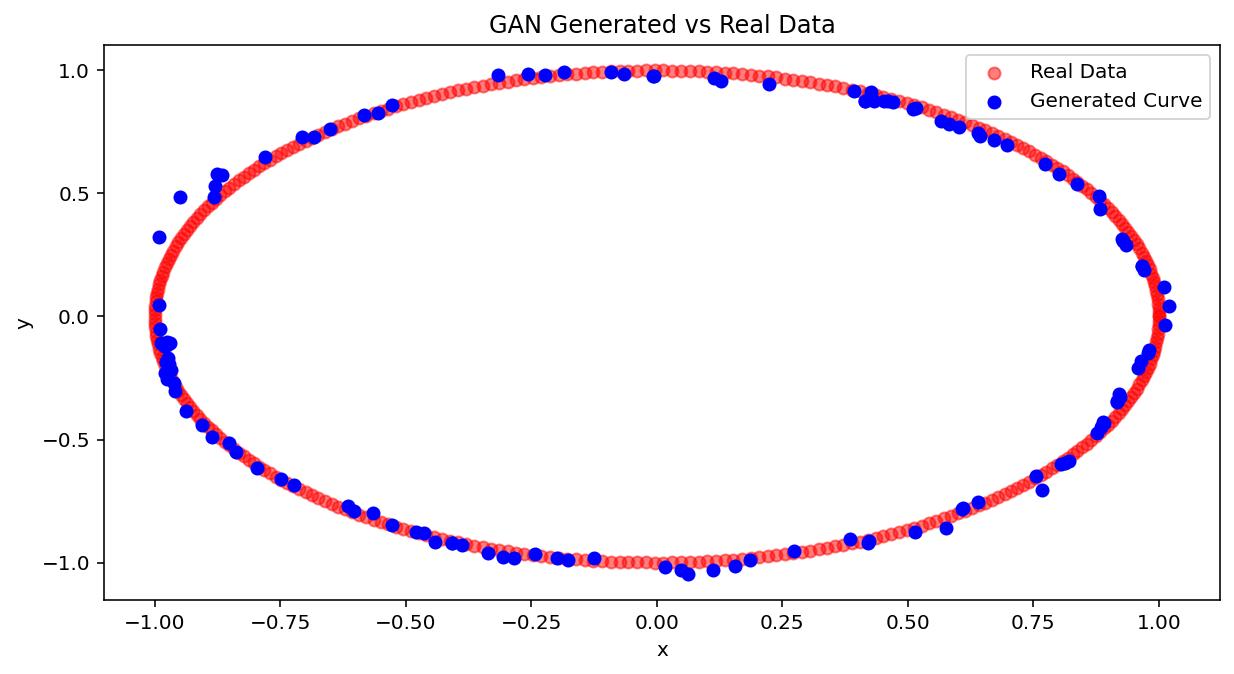 GAN Generated vs Real Data
Real Data
Generated Curve
1.0
0.5
0.0
−0.5
−1.0
y
−1.00 −0.75 −0.50 −0.25 0.00 0.25 0.50 0.75 1.00
x